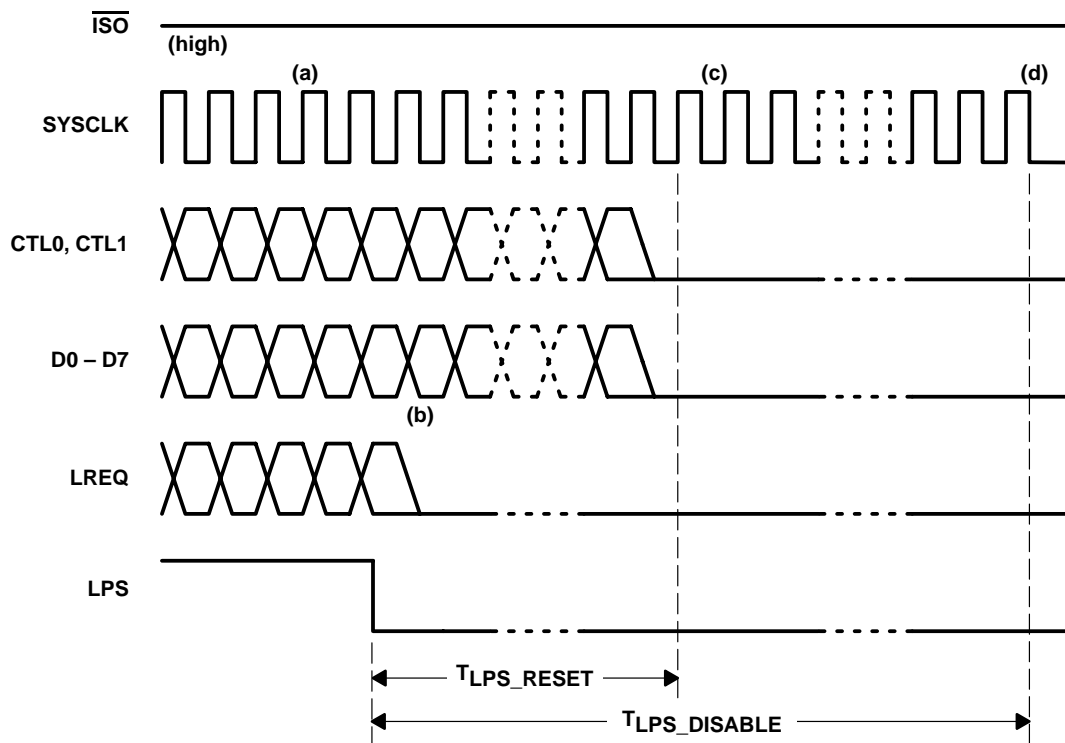 ISO
(high)
(a) (c) (d)
SYSCLK
CTL0, CTL1
D0 – D7
(b)
LREQ
LPS
TLPS_RESET
TLPS_DISABLE